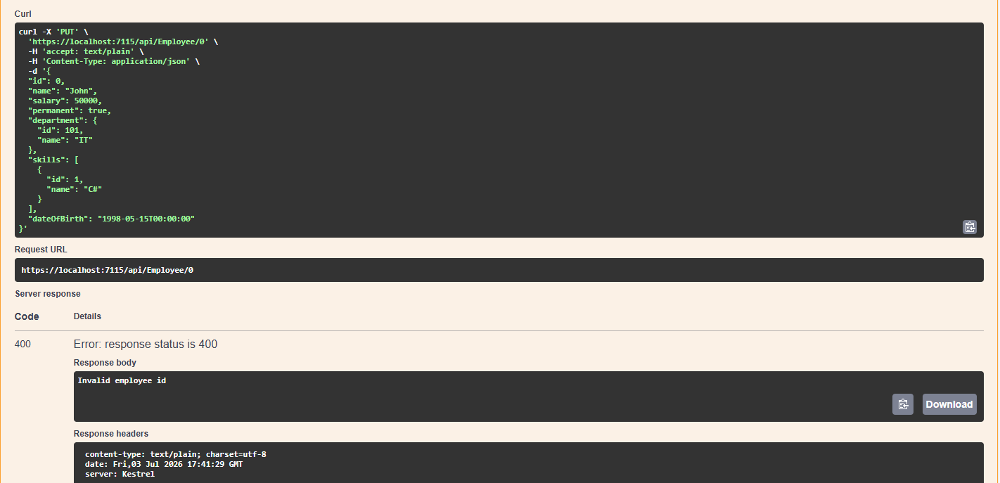 Curl
curl -X 'PUT' \
  'https://localhost:7115/api/Employee/0' \
  -H 'accept: text/plain' \
  -H 'Content-Type: application/json' \
  -d '{
  "id": 0,
  "name": "John",
  "salary": 50000,
  "permanent": true,
  "department": {
    "id": 101,
    "name": "IT"
  },
  "skills": [
    {
      "id": 1,
      "name": "C#"
    }
  ],
  "dateOfBirth": "1998-05-15T00:00:00"
}'
Request URL
https://localhost:7115/api/Employee/0
Server response
Code Details
400 Error: response status is 400
Response body
Invalid employee id
Download
Response headers
content-type: text/plain; charset=utf-8
date: Fri,03 Jul 2026 17:41:29 GMT
server: Kestrel